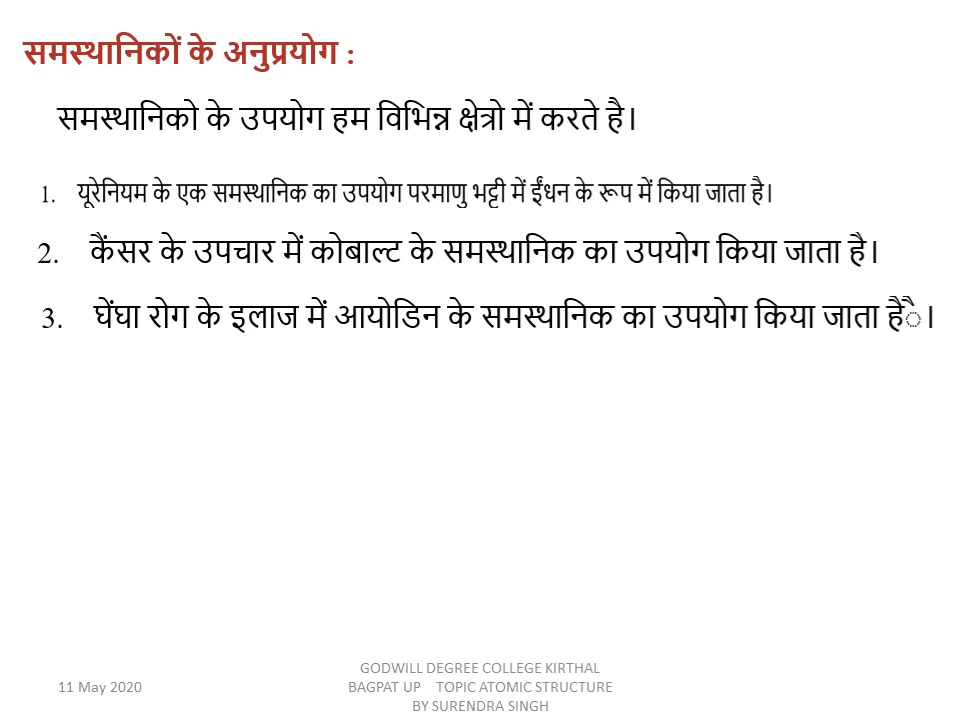 समस्थानिकों के अनुप्रयोग :
समस्थानिको के उपयोग हम विभिन्न क्षेत्रो में करते है।
1. यूरेनियम के एक समस्थानिक का उपयोग परमाणु भट्टी में ईंधन के रूप में किया जाता है।
2. कैंसर के उपचार में कोबाल्ट के समस्थानिक का उपयोग किया जाता है।
3. घेंघा रोग के इलाज में आयोडिन के समस्थानिक का उपयोग किया जाता हैैै।
11 May 2020
GODWILL DEGREE COLLEGE KIRTHAL
BAGPAT UP TOPIC ATOMIC STRUCTURE
BY SURENDRA SINGH